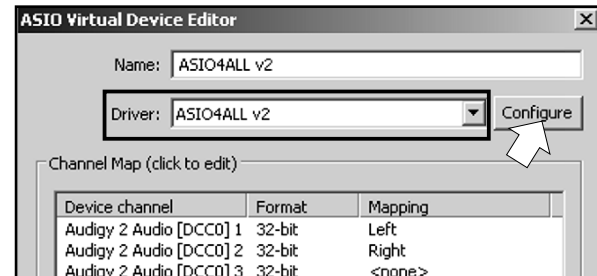 ASIO Virtual Device Editor
Name: ASIO4ALL v2
Driver: ASIO4ALL v2 Configure
Channel Map (click to edit)
Device channel Format Mapping
Audigy 2 Audio [DCC0] 1 32-bit Left
Audigy 2 Audio [DCC0] 2 32-bit Right
Audigy 2 Audio [DCC0] 3 32-bit <none>